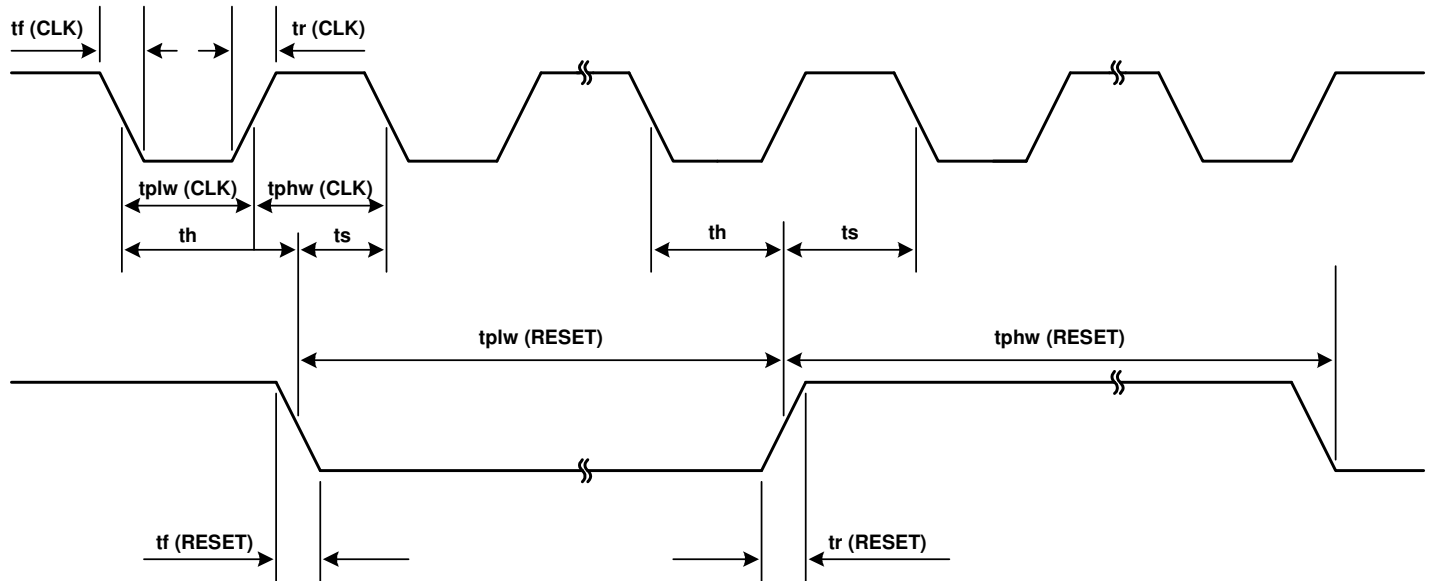 tf (CLK)
tr (CLK)
tplw (CLK)
tphw (CLK)
th
ts
th
ts
tplw (RESET)
tphw (RESET)
tf (RESET)
tr (RESET)